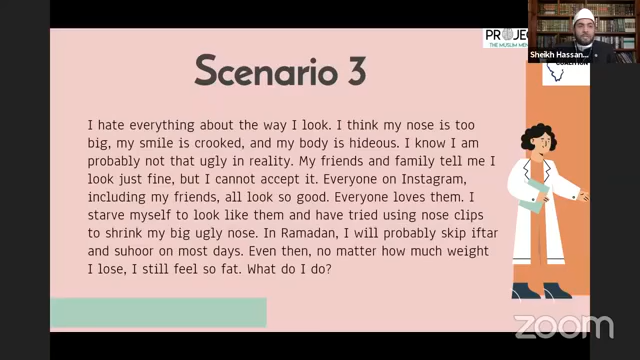 PROJE
THE MUSLIM MEN
Sheikh Hassan...
COALITION
Scenario 3
I hate everything about the way I look. I think my nose is too
big, my smile is crooked, and my body is hideous. I know I am
probably not that ugly in reality. My friends and family tell me I
look just fine, but I cannot accept it. Everyone on Instagram,
including my friends, all look so good. Everyone loves them. I
starve myself to look like them and have tried using nose clips
to shrink my big ugly nose. In Ramadan, I will probably skip iftar
and suhoor on most days. Even then, no matter how much weight
I lose, I still feel so fat. What do I do?
zoom